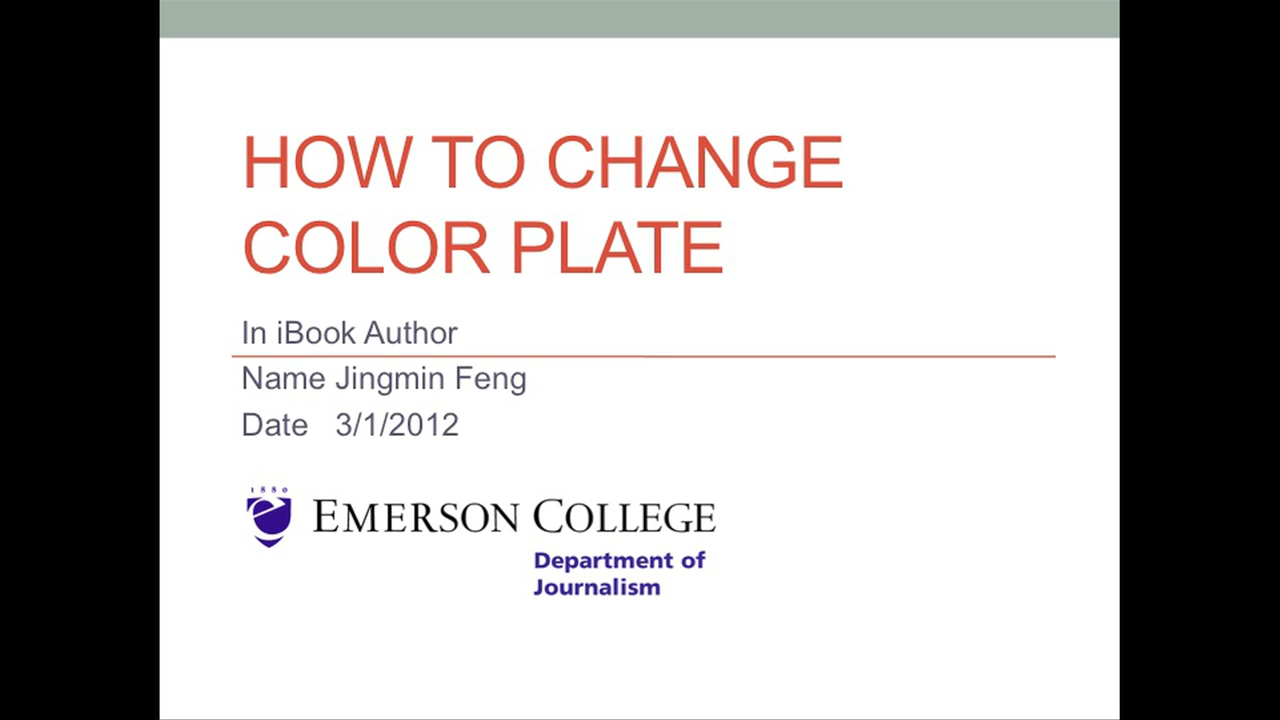 HOW TO CHANGE
COLOR PLATE
In iBook Author
Name Jingmin Feng
Date 3/1/2012
1880
e
EMERSON COLLEGE
Department of
Journalism